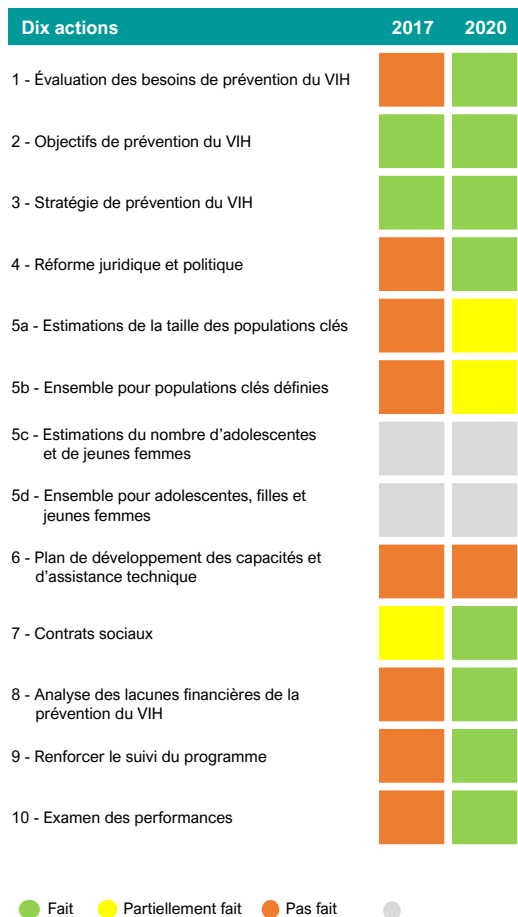 Dix actions 2017 2020
1 - Évaluation des besoins de prévention du VIH
2 - Objectifs de prévention du VIH
3 - Stratégie de prévention du VIH
4 - Réforme juridique et politique
5a - Estimations de la taille des populations clés
5b - Ensemble pour populations clés définies
5c - Estimations du nombre d'adolescentes
et de jeunes femmes
5d - Ensemble pour adolescentes, filles et
jeunes femmes
6 - Plan de développement des capacités et
d'assistance technique
7 - Contrats sociaux
8 - Analyse des lacunes financières de la
prévention du VIH
9 - Renforcer le suivi du programme
10 - Examen des performances
Fait Partiellement fait Pas fait